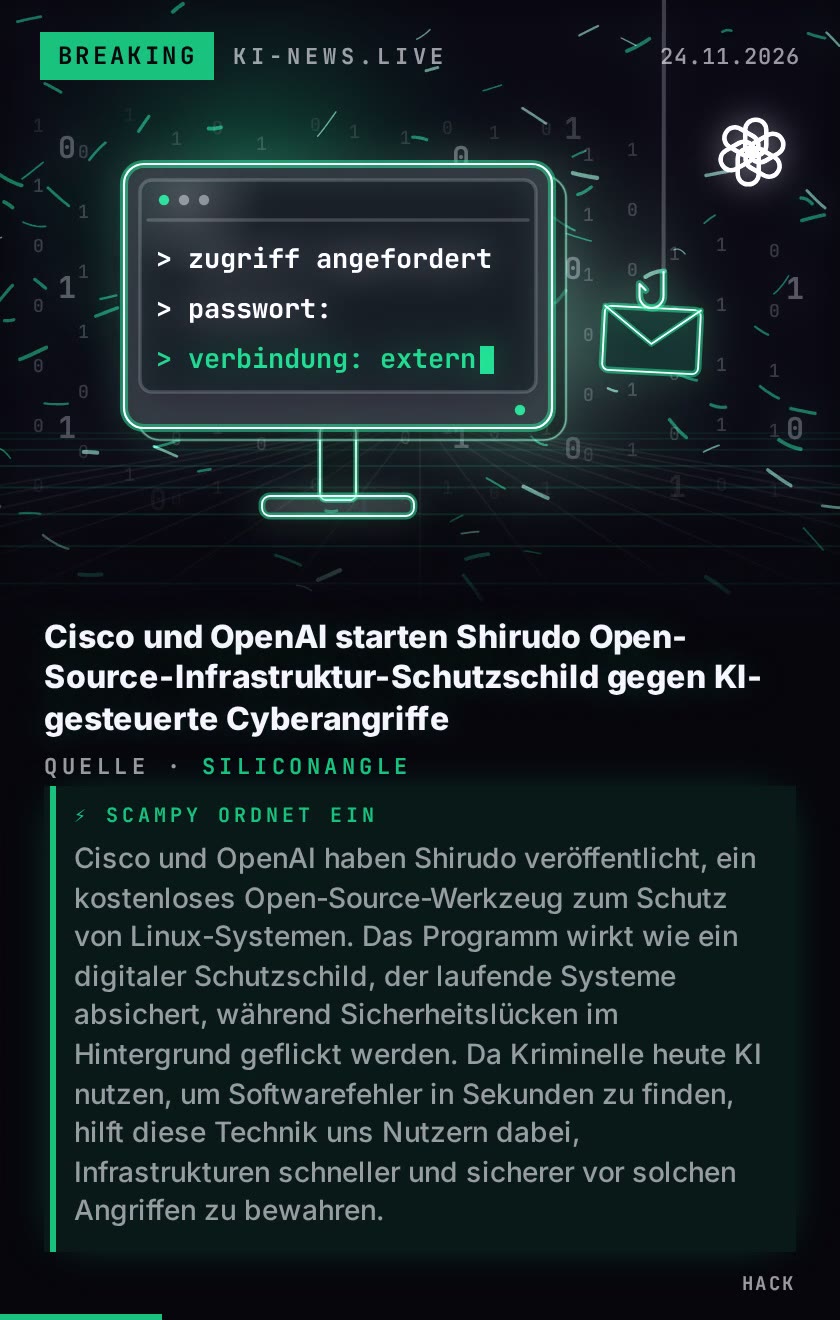 BREAKING KI-NEWS.LIVE 24.11.2026
> zugriff angefordert
> passwort:
> verbindung: extern
Cisco und OpenAI starten Shirudo Open-
Source-Infrastruktur-Schutzschild gegen KI-
gesteuerte Cyberangriffe
QUELLE · SILICONANGLE
⚡ SCAMPY ORDNET EIN
Cisco und OpenAI haben Shirudo veröffentlicht, ein
kostenloses Open-Source-Werkzeug zum Schutz
von Linux-Systemen. Das Programm wirkt wie ein
digitaler Schutzschild, der laufende Systeme
absichert, während Sicherheitslücken im
Hintergrund geflickt werden. Da Kriminelle heute KI
nutzen, um Softwarefehler in Sekunden zu finden,
hilft diese Technik uns Nutzern dabei,
Infrastrukturen schneller und sicherer vor solchen
Angriffen zu bewahren.
HACK